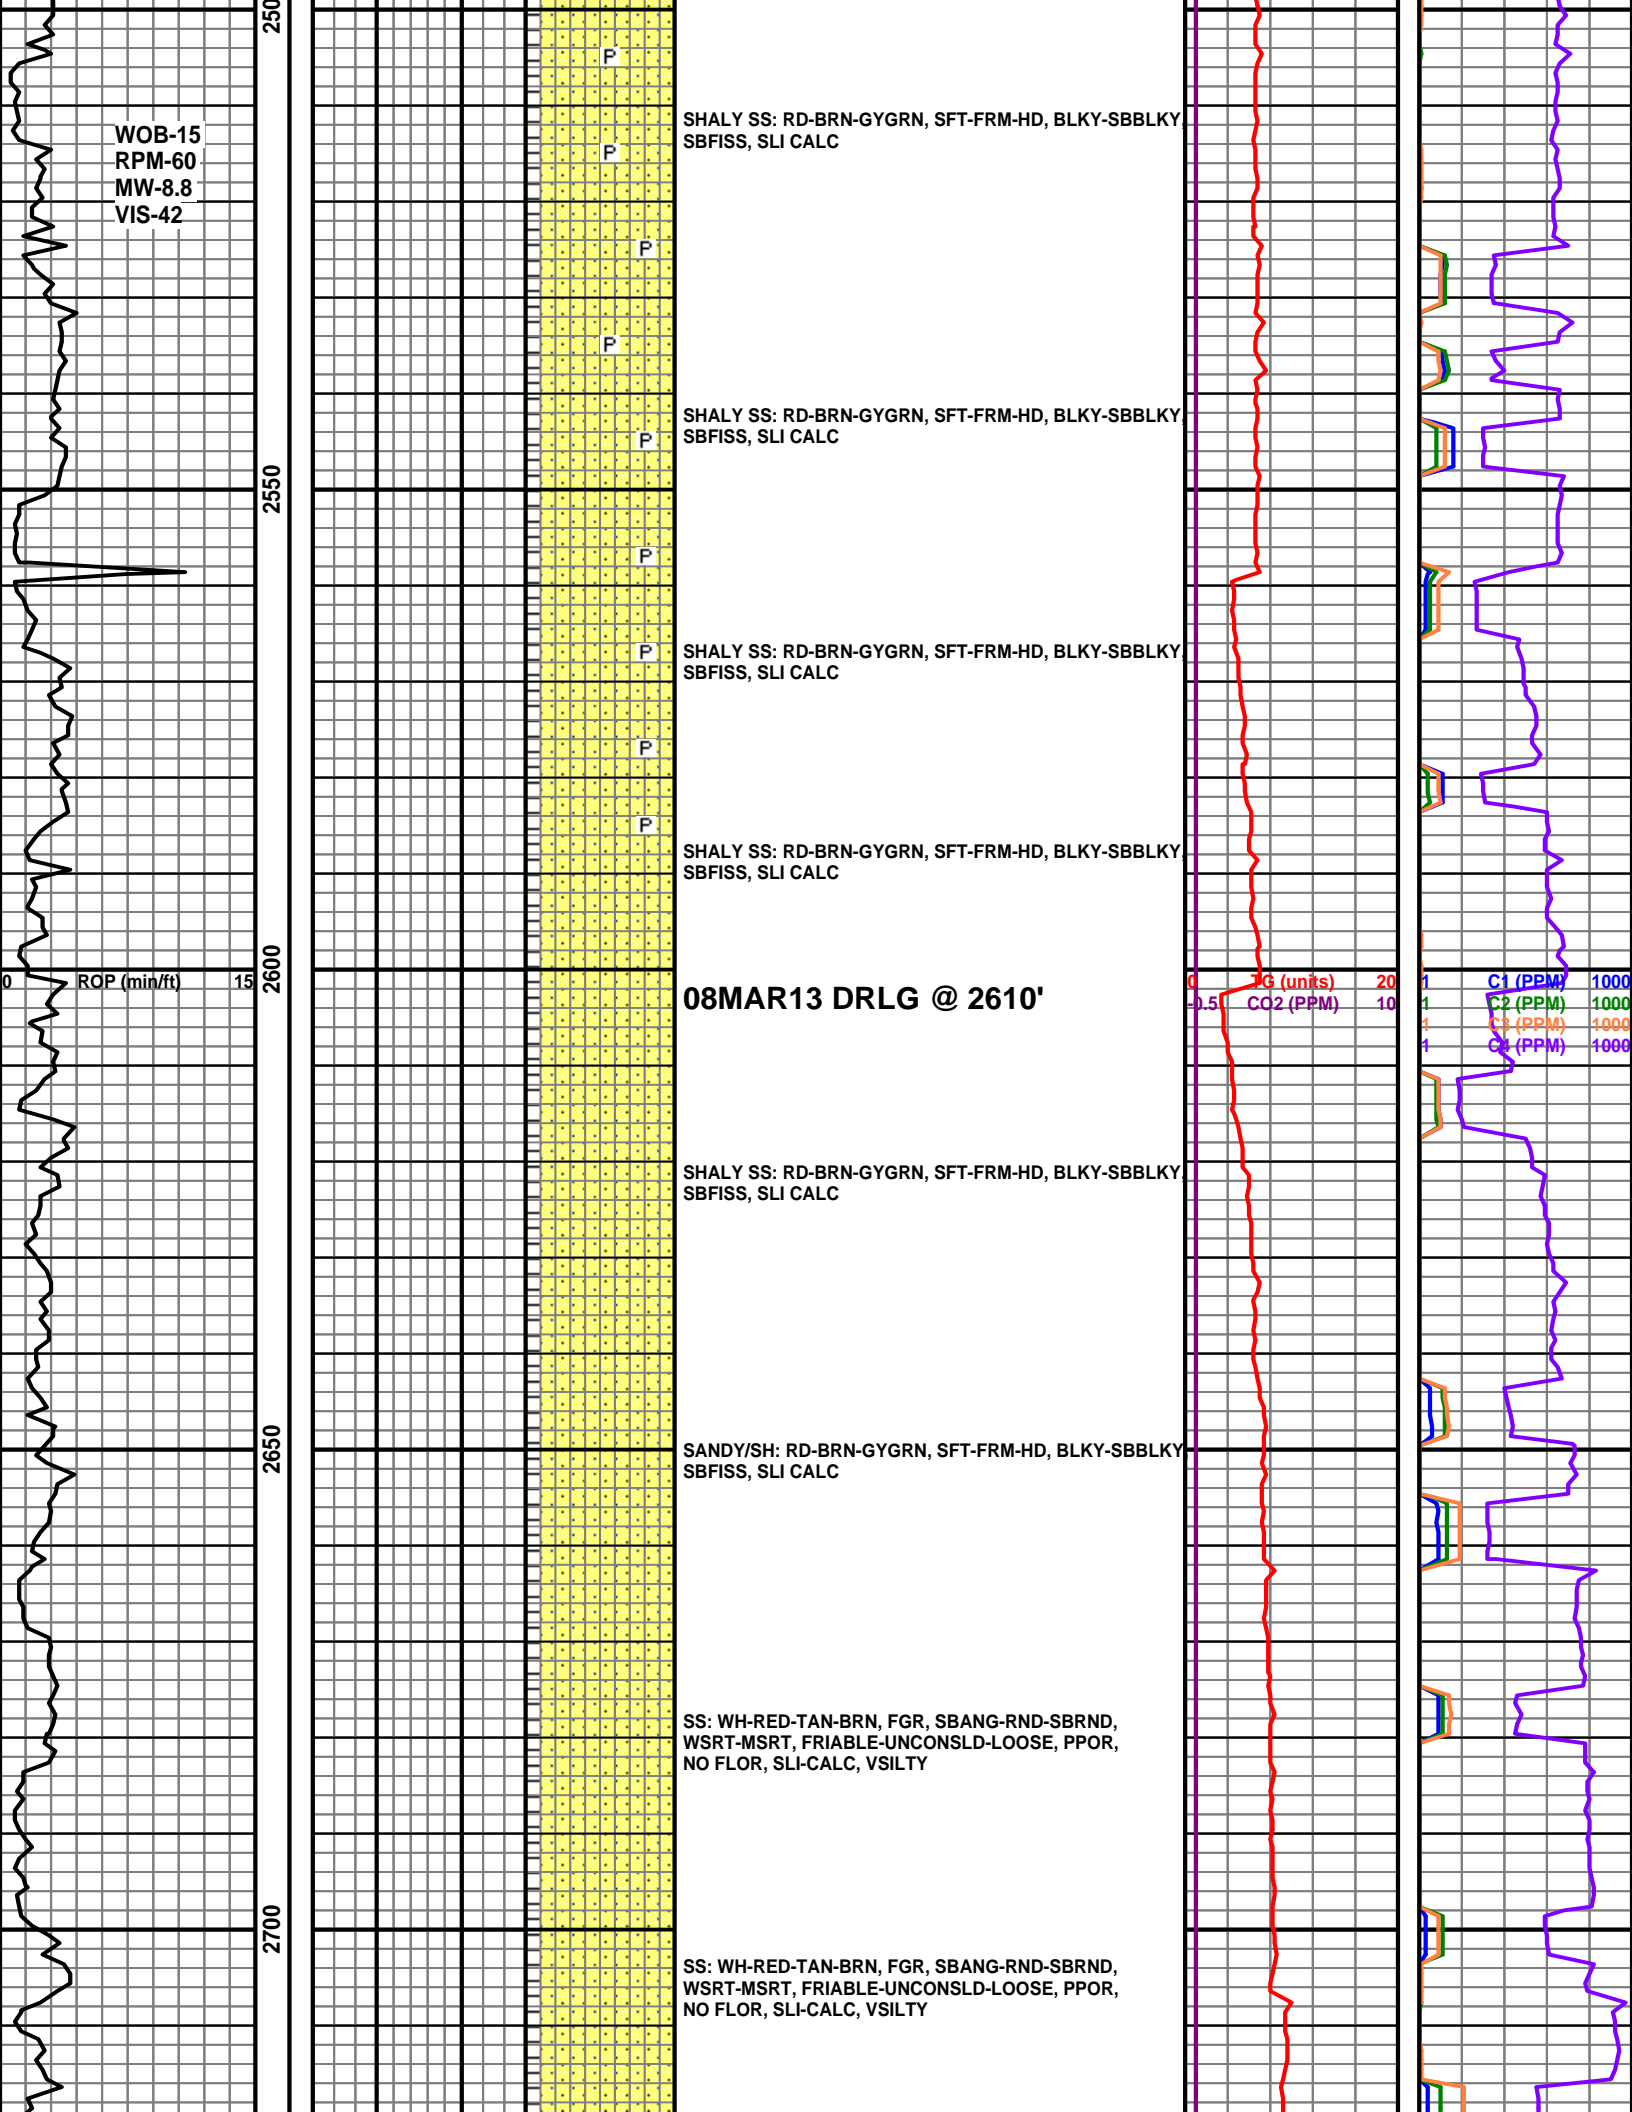 250
P
WOB-15
RPM-60
MW-8.8
VIS-42
SHALY SS: RD-BRN-GYGRN, SFT-FRM-HD, BLKY-SBBLKY,
SBFISS, SLI CALC
P
P
P
SHALY SS: RD-BRN-GYGRN, SFT-FRM-HD, BLKY-SBBLKY,
SBFISS, SLI CALC
P
2550
P
SHALY SS: RD-BRN-GYGRN, SFT-FRM-HD, BLKY-SBBLKY,
SBFISS, SLI CALC
P
P
P
SHALY SS: RD-BRN-GYGRN, SFT-FRM-HD, BLKY-SBBLKY,
SBFISS, SLI CALC
2600
0 ROP (min/ft) 15
08MAR13 DRLG @ 2610'
0 TG (units) 20
-0.5 CO2 (PPM) 10
1 C1 (PPM) 1000
1 C2 (PPM) 1000
1 C3 (PPM) 1000
1 C4 (PPM) 1000
SHALY SS: RD-BRN-GYGRN, SFT-FRM-HD, BLKY-SBBLKY,
SBFISS, SLI CALC
2650
SANDY/SH: RD-BRN-GYGRN, SFT-FRM-HD, BLKY-SBBLKY
SBFISS, SLI CALC
SS: WH-RED-TAN-BRN, FGR, SBANG-RND-SBRND,
WSRT-MSRT, FRIABLE-UNCONSLD-LOOSE, PPOR,
NO FLOR, SLI-CALC, VSILTY
2700
SS: WH-RED-TAN-BRN, FGR, SBANG-RND-SBRND,
WSRT-MSRT, FRIABLE-UNCONSLD-LOOSE, PPOR,
NO FLOR, SLI-CALC, VSILTY